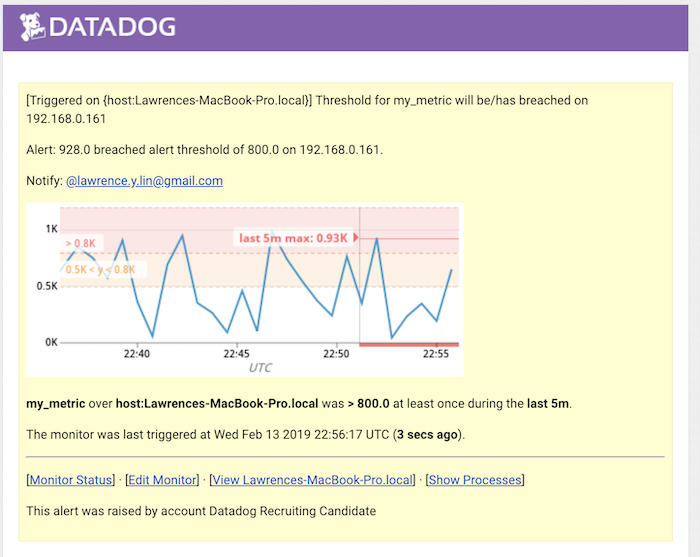 DATADOG
[Triggered on {host:Lawrences-MacBook-Pro.local}] Threshold for my_metric will be/has breached on
192.168.0.161
Alert: 928.0 breached alert threshold of 800.0 on 192.168.0.161.
Notify: @lawrence.y.lin@gmail.com
1K
> 0.8K
last 5m max: 0.93K
0.5K < y < 0.8K
0.5K
0K
22:40 22:45 22:50 22:55
UTC
my_metric over host:Lawrences-MacBook-Pro.local was > 800.0 at least once during the last 5m.
The monitor was last triggered at Wed Feb 13 2019 22:56:17 UTC (3 secs ago).
[Monitor Status] · [Edit Monitor] · [View Lawrences-MacBook-Pro.local] · [Show Processes]
This alert was raised by account Datadog Recruiting Candidate